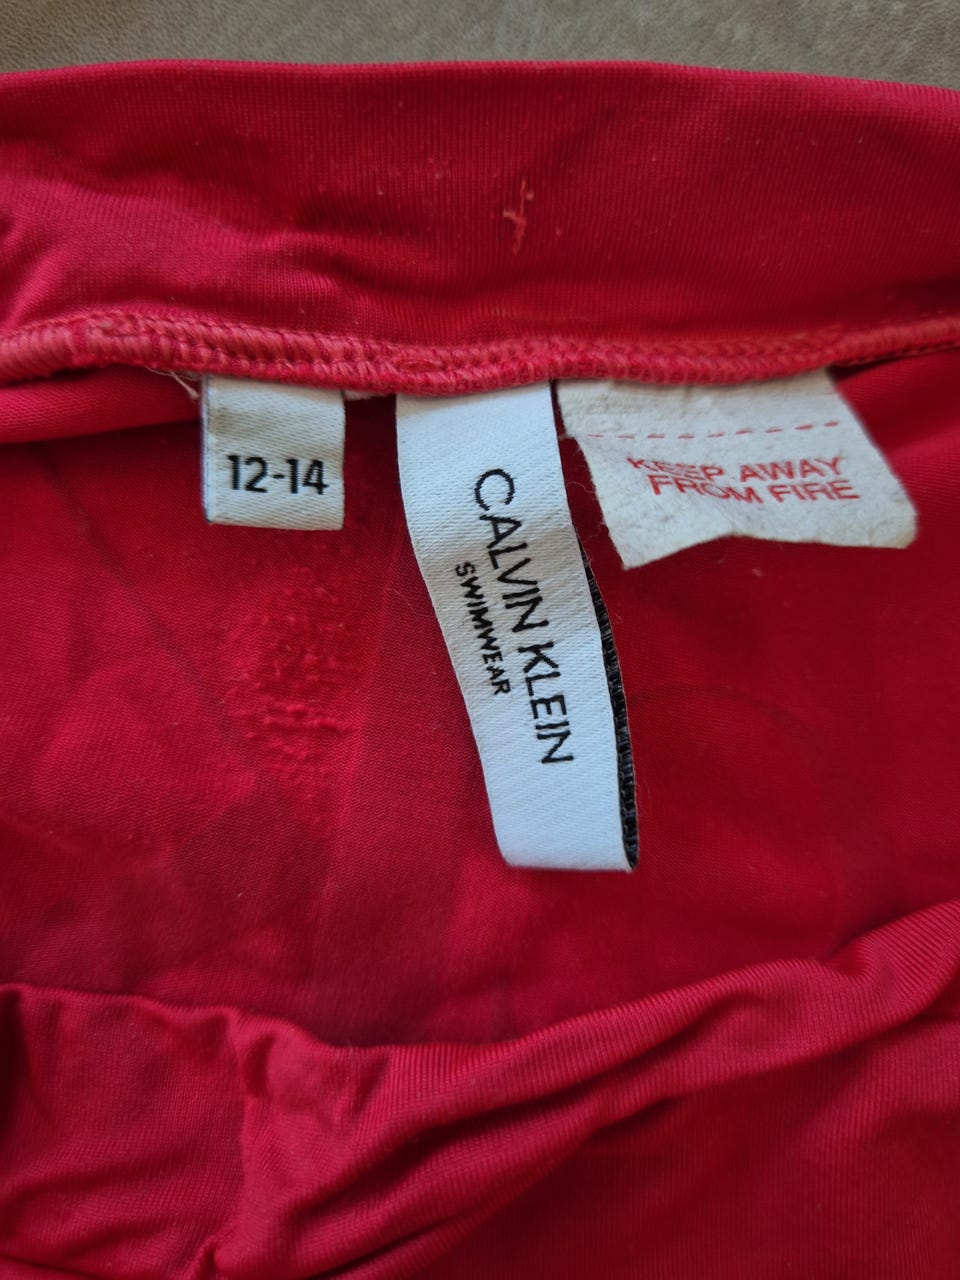 12-14
CALVIN KLEIN
SWIMWEAR
KEEP AWAY
FROM FIRE